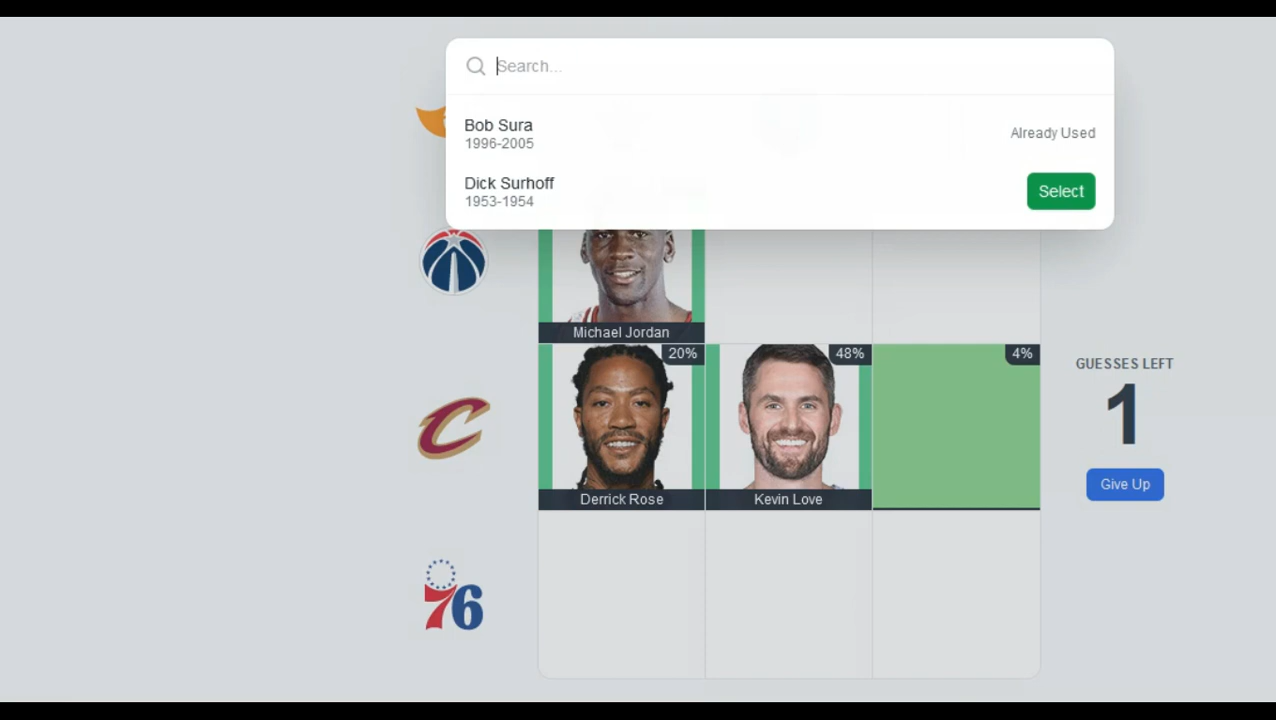 Search...
Bob Sura
1996-2005
Already Used
Dick Surhoff
1953-1954
Select
Michael Jordan
20%
48%
4%
GUESSES LEFT
1
Give Up
Derrick Rose
Kevin Love
C
76